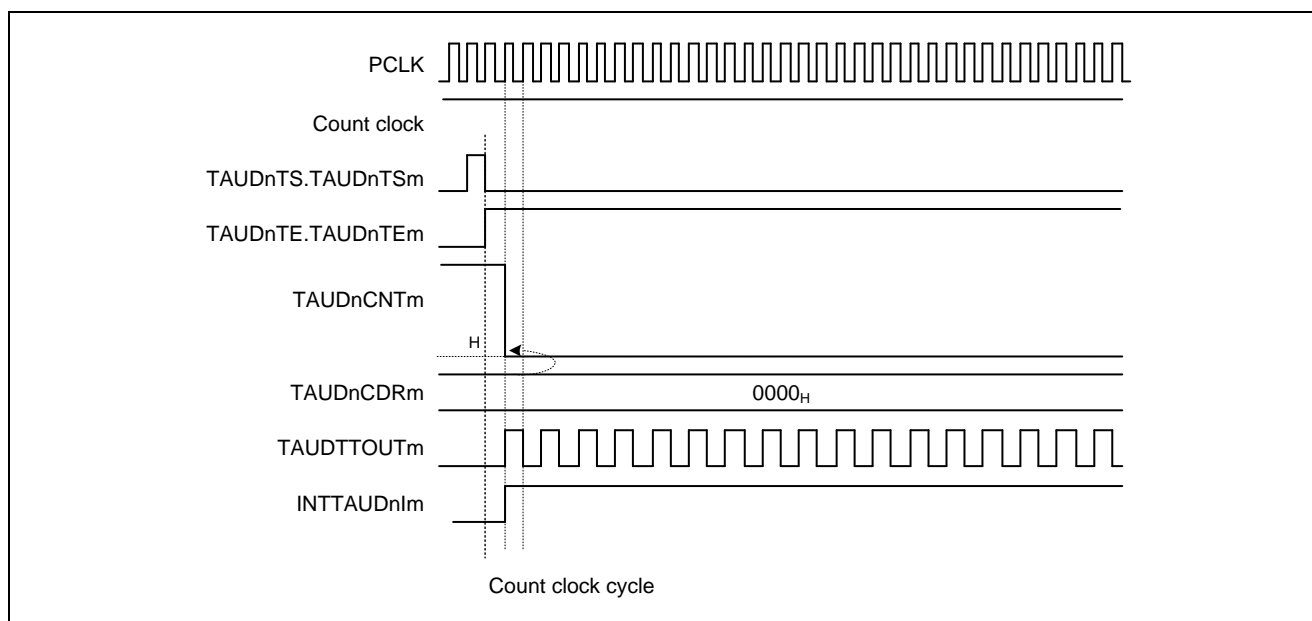 PCLK
Count clock
TAUDnTS.TAUDnTSm
TAUDnTE.TAUDnTEm
TAUDnCNTm
H
TAUDnCDRm
0000H
TAUDTTOUTm
INTTAUDnIm
Count clock cycle